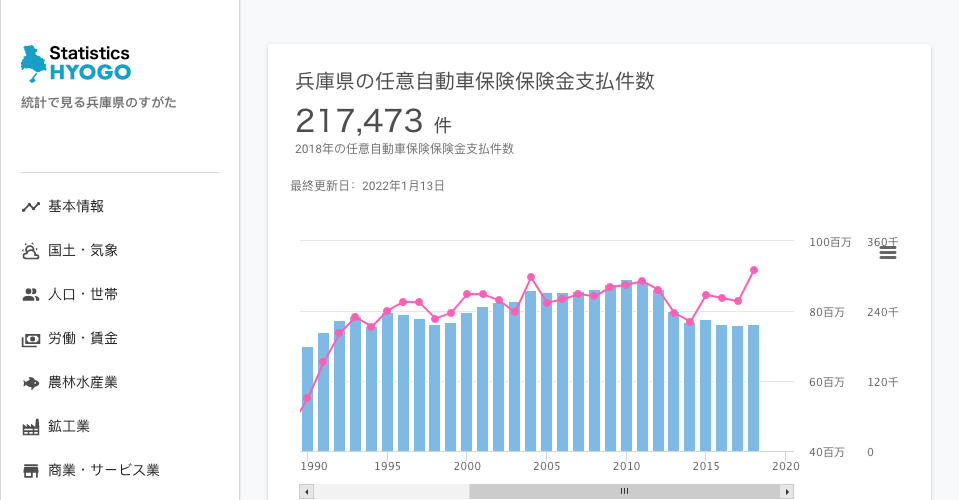 Statistics
HYOGO
統計で見る兵庫県のすがた
基本情報
国土・気象
人口・世帯
労働・賃金
農林水産業
鉱工業
商業・サービス業
兵庫県の任意自動車保険保険金支払件数
217,473 件
2018年の任意自動車保険保険金支払件数
最終更新日：2022年1月13日
100百万 360千
80百万 240千
60百万 120千
40百万 0
1990 1995 2000 2005 2010 2015 2020